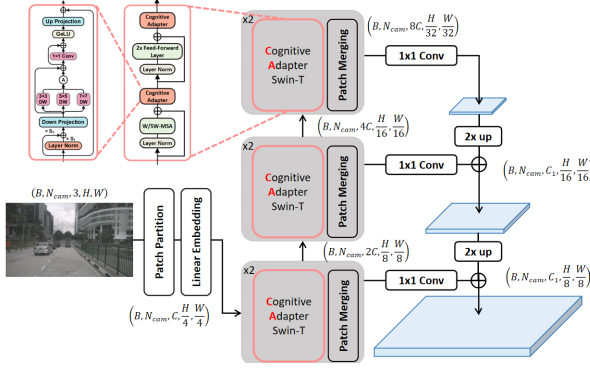 Up Projection
GeLU
1×1 Conv
A
3×3 DW
5×5 DW
7×7 DW
Down Projection
× S₁
× S₂
Layer Norm
Cognitive Adapter
2x Feed-Forward Layer
Layer Norm
Cognitive Adapter
W/SW-MSA
Layer Norm
x2
Cognitive Adapter Swin-T
Patch Merging
(B, N_cam, 8C, H/32, W/32)
1x1 Conv
2x up
(B, N_cam, 4C, H/16, W/16)
x2
Cognitive Adapter Swin-T
Patch Merging
1x1 Conv
(B, N_cam, C₁, H/16, W/16)
2x up
(B, N_cam, 3, H, W)
Patch Partition
Linear Embedding
(B, N_cam, C, H/4, W/4)
(B, N_cam, 2C, H/8, W/8)
x2
Cognitive Adapter Swin-T
Patch Merging
1x1 Conv
(B, N_cam, C₁, H/8, W/8)